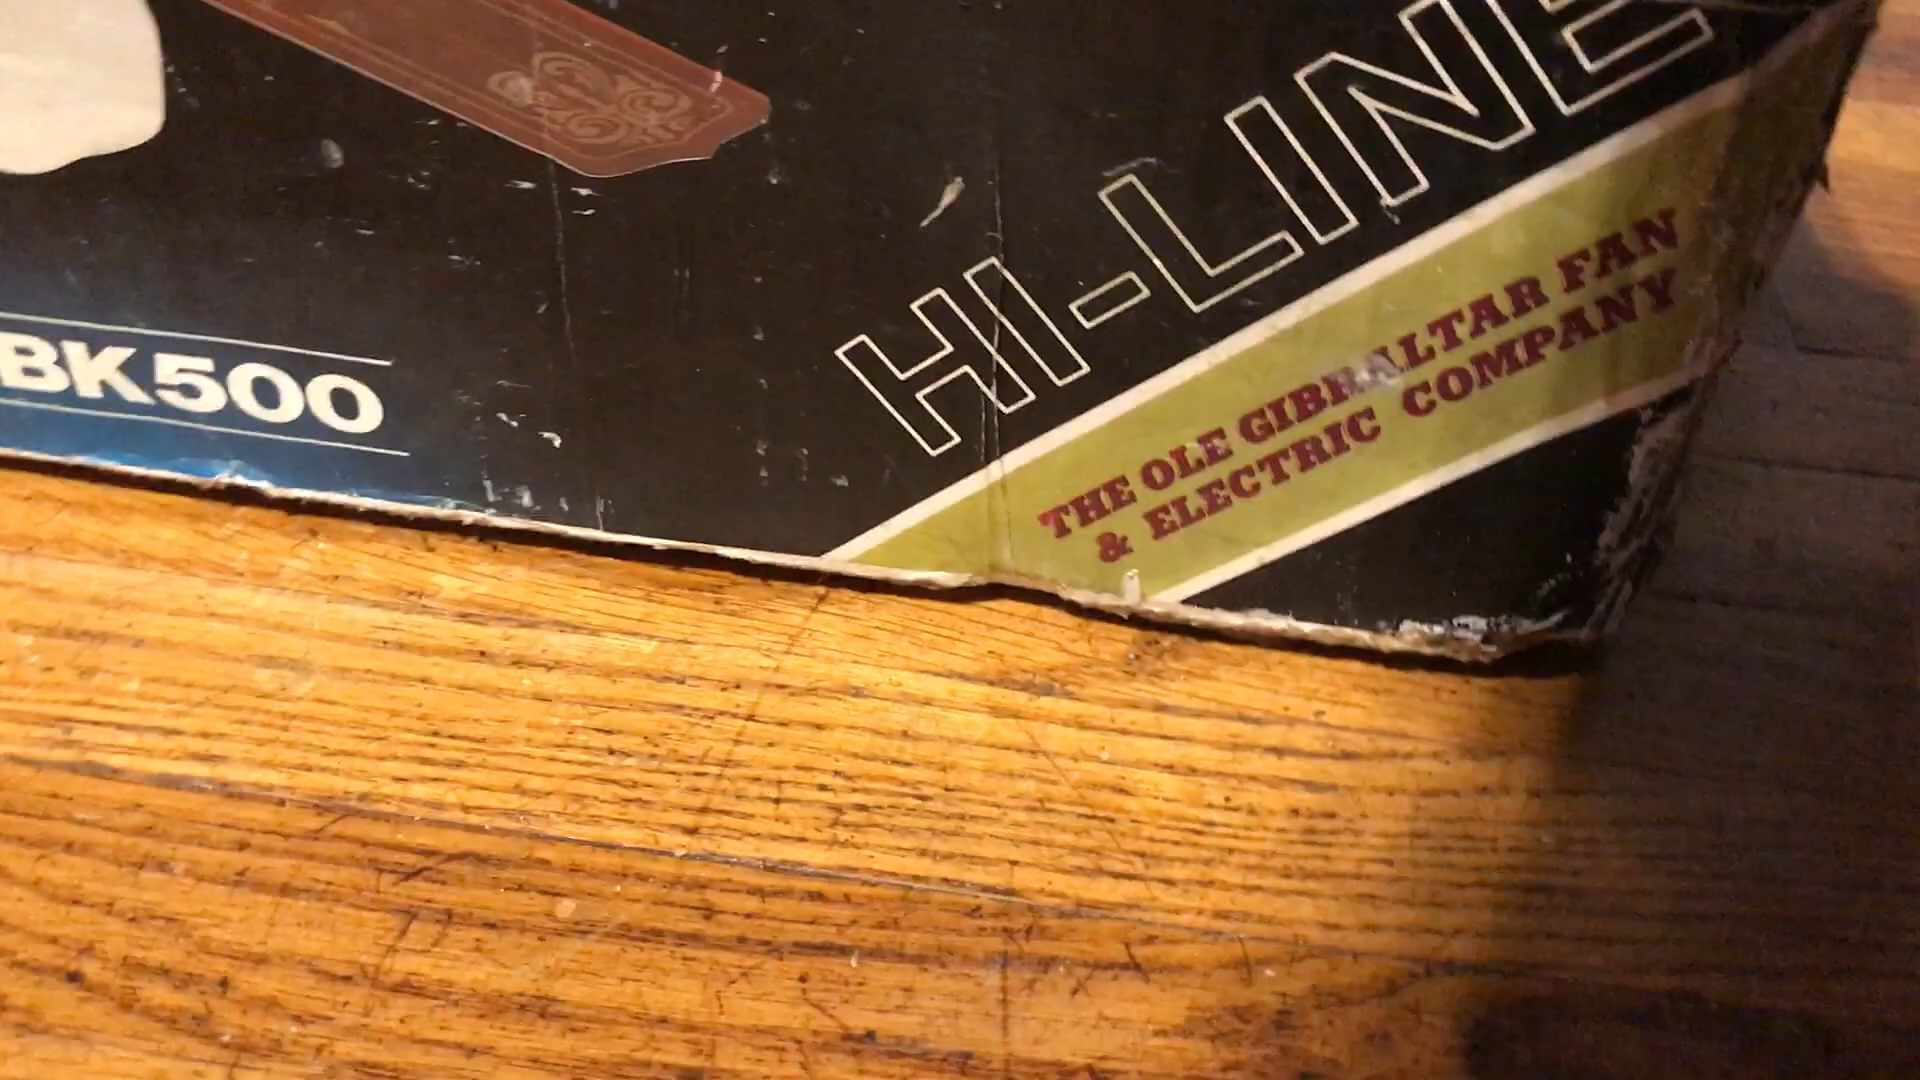 HI-LINE
BK500
THE OLE GIBRALTAR FAN
& ELECTRIC COMPANY